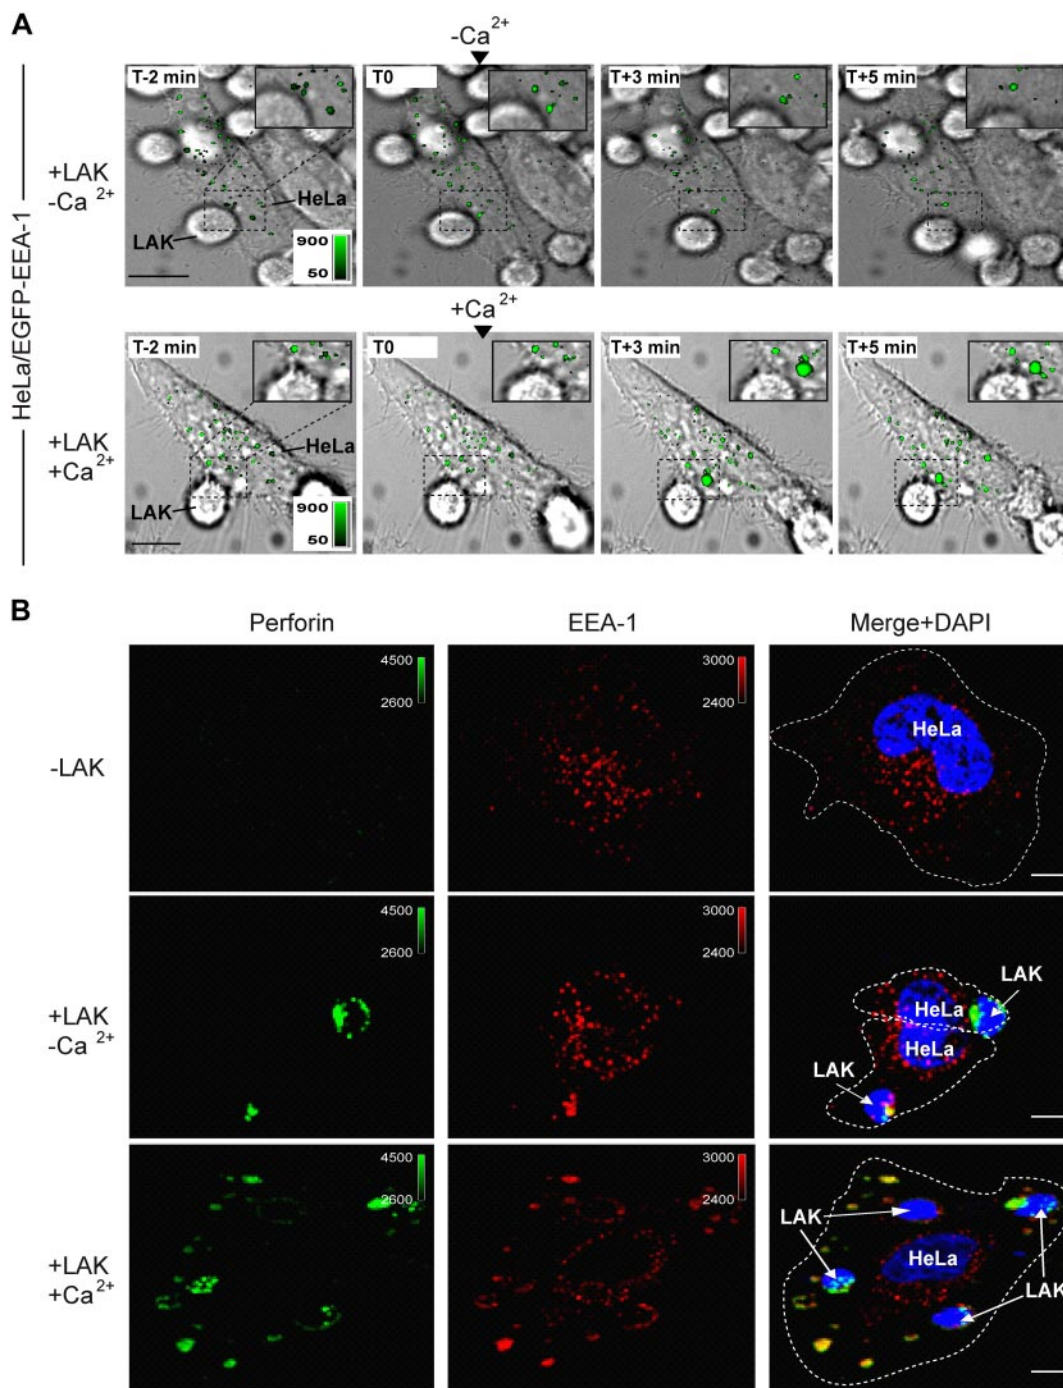 A
-Ca2+
HeLa/EGFP-EEA-1
+LAK
-Ca2+
T-2 min
T0
T+3 min
T+5 min
HeLa
LAK
900
50
+Ca2+
+LAK
+Ca2+
T-2 min
T0
T+3 min
T+5 min
HeLa
LAK
900
50
B
Perforin
EEA-1
Merge+DAPI
-LAK
4500
2600
3000
2400
HeLa
+LAK
-Ca2+
4500
2600
3000
2400
LAK
HeLa
HeLa
LAK
+LAK
+Ca2+
4500
2600
3000
2400
LAK
HeLa
LAK